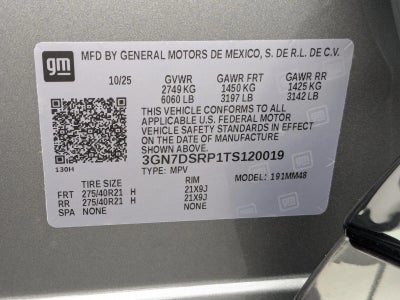 gm
MFD BY GENERAL MOTORS DE MEXICO, S. DE R.L. DE C.V.
10/25 GVWR GAWR FRT GAWR RR
2749 KG 1450 KG 1425 KG
6060 LB 3197 LB 3142 LB
THIS VEHICLE CONFORMS TO ALL
APPLICABLE U.S. FEDERAL MOTOR
VEHICLE SAFETY STANDARDS IN EFFECT
ON THE DATE OF MANUFACTURE
SHOWN ABOVE.
3GN7DSRP1TS120019
130H TYPE: MPV MODEL: 191MM48
TIRE SIZE RIM
FRT 275/40R21 H 21X9J
RR 275/40R21 H 21X9J
SPA NONE NONE